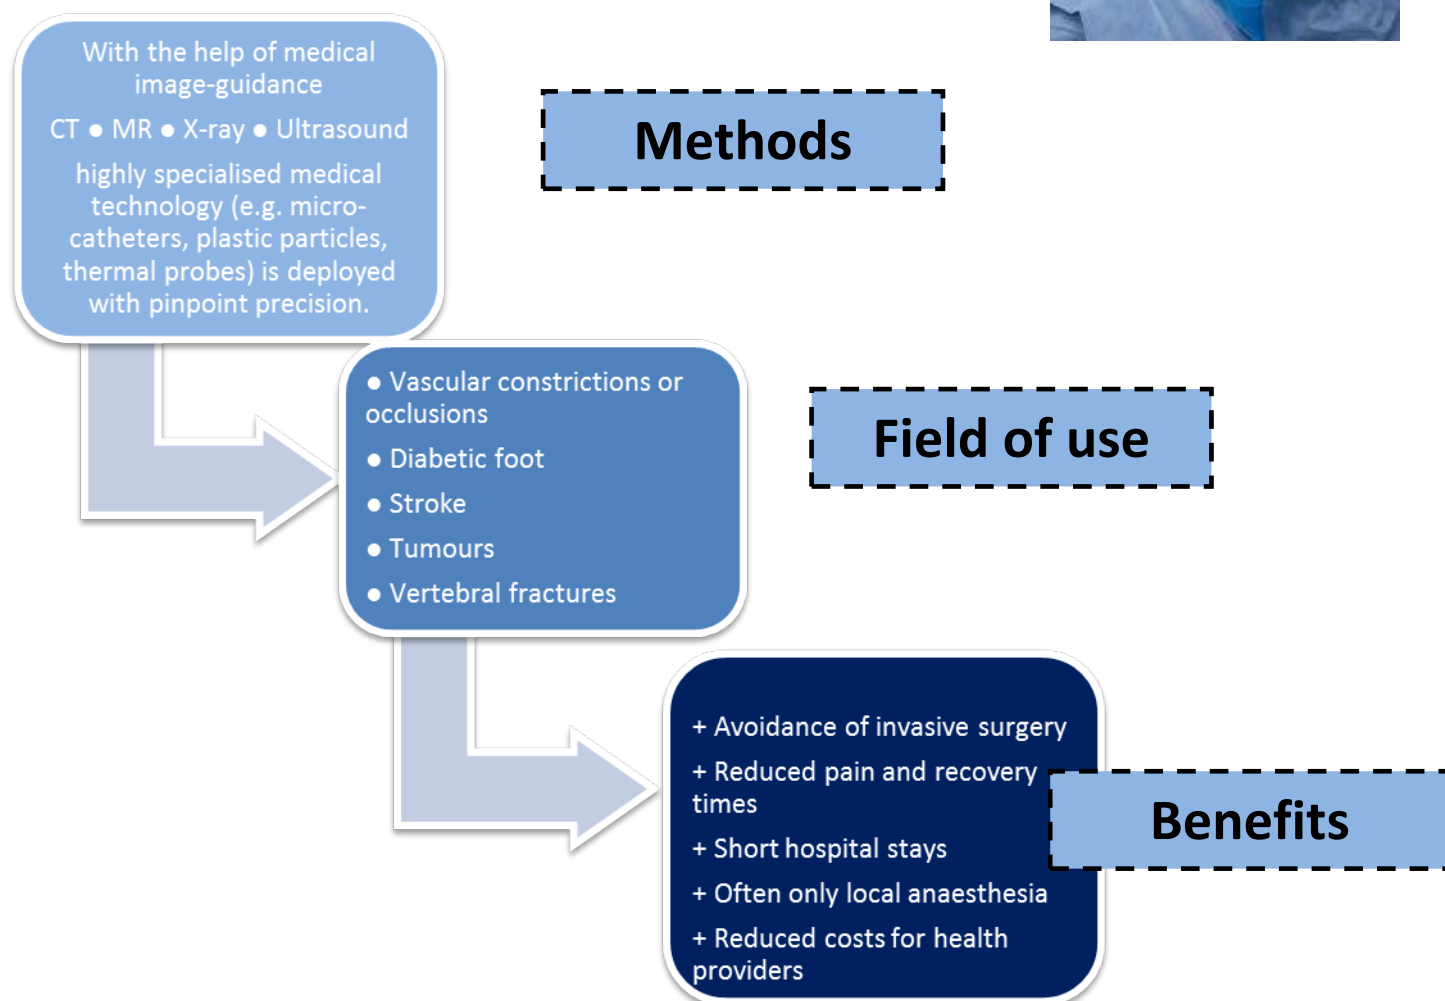 With the help of medical
image-guidance
CT ● MR ● X-ray ● Ultrasound
highly specialised medical
technology (e.g. micro-
catheters, plastic particles,
thermal probes) is deployed
with pinpoint precision.
Methods
● Vascular constrictions or
occlusions
● Diabetic foot
● Stroke
● Tumours
● Vertebral fractures
Field of use
+ Avoidance of invasive surgery
+ Reduced pain and recovery
times
+ Short hospital stays
+ Often only local anaesthesia
+ Reduced costs for health
providers
Benefits